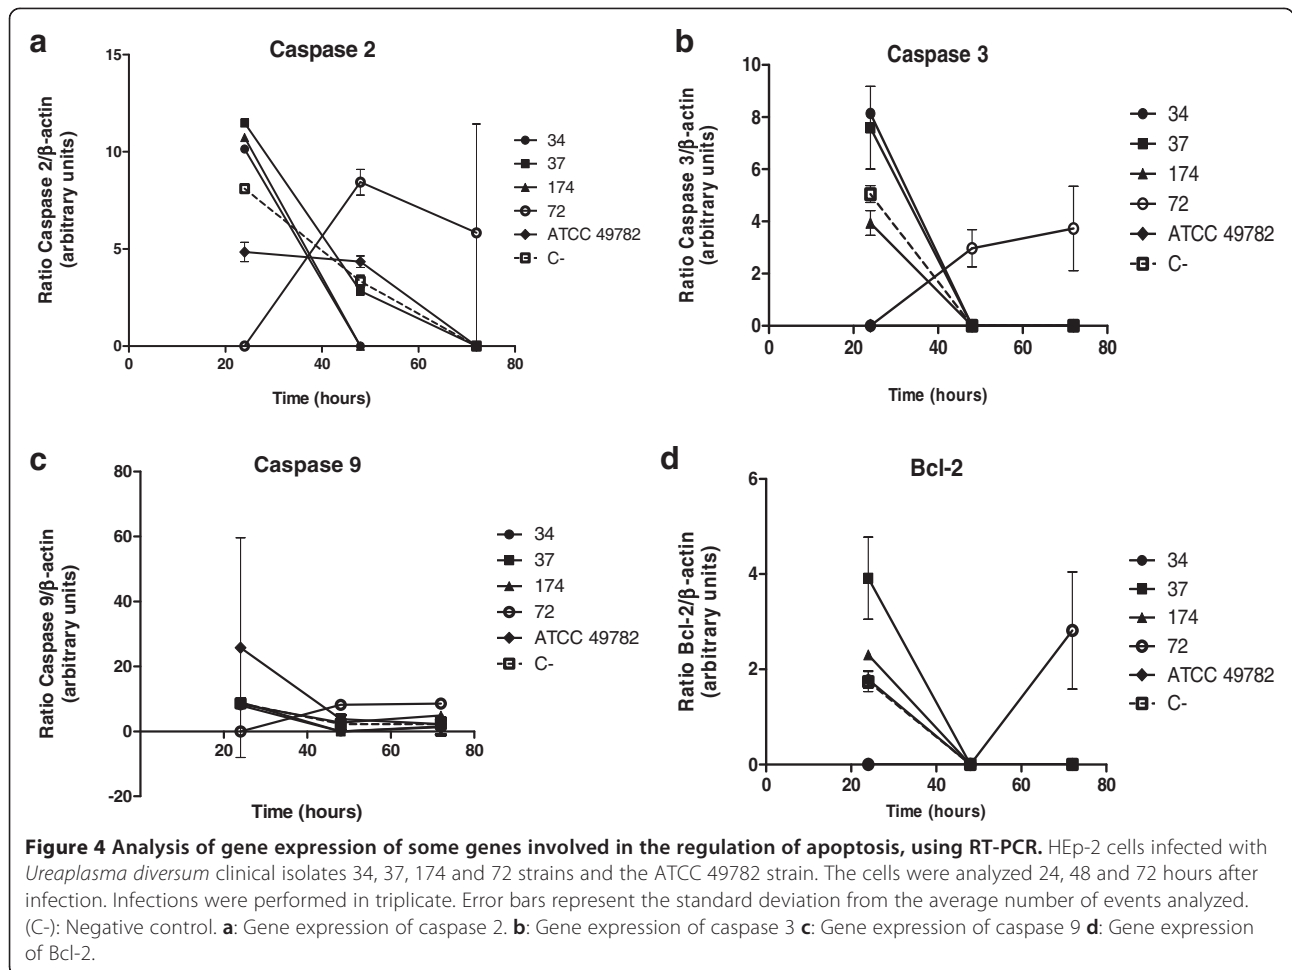 a
Caspase 2
Ratio Caspase 2/β-actin
(arbitrary units)
15
10
5
0
0
20
40
60
80
Time (hours)
34
37
174
72
ATCC 49782
C-
b
Caspase 3
Ratio Caspase 3/β-actin
(arbitrary units)
10
8
6
4
2
0
0
20
40
60
80
Time (hours)
34
37
174
72
ATCC 49782
C-
c
Caspase 9
Ratio Caspase 9/β-actin
(arbitrary units)
80
60
40
20
0
-20
20
40
60
80
Time (hours)
34
37
174
72
ATCC 49782
C-
d
Bcl-2
Ratio Bcl-2/β-actin
(arbitrary units)
6
4
2
0
0
20
40
60
80
Time (hours)
34
37
174
72
ATCC 49782
C-
Figure 4 Analysis of gene expression of some genes involved in the regulation of apoptosis, using RT-PCR. HEp-2 cells infected with
Ureaplasma diversum clinical isolates 34, 37, 174 and 72 strains and the ATCC 49782 strain. The cells were analyzed 24, 48 and 72 hours after
infection. Infections were performed in triplicate. Error bars represent the standard deviation from the average number of events analyzed.
(C-): Negative control. a: Gene expression of caspase 2. b: Gene expression of caspase 3 c: Gene expression of caspase 9 d: Gene expression
of Bcl-2.